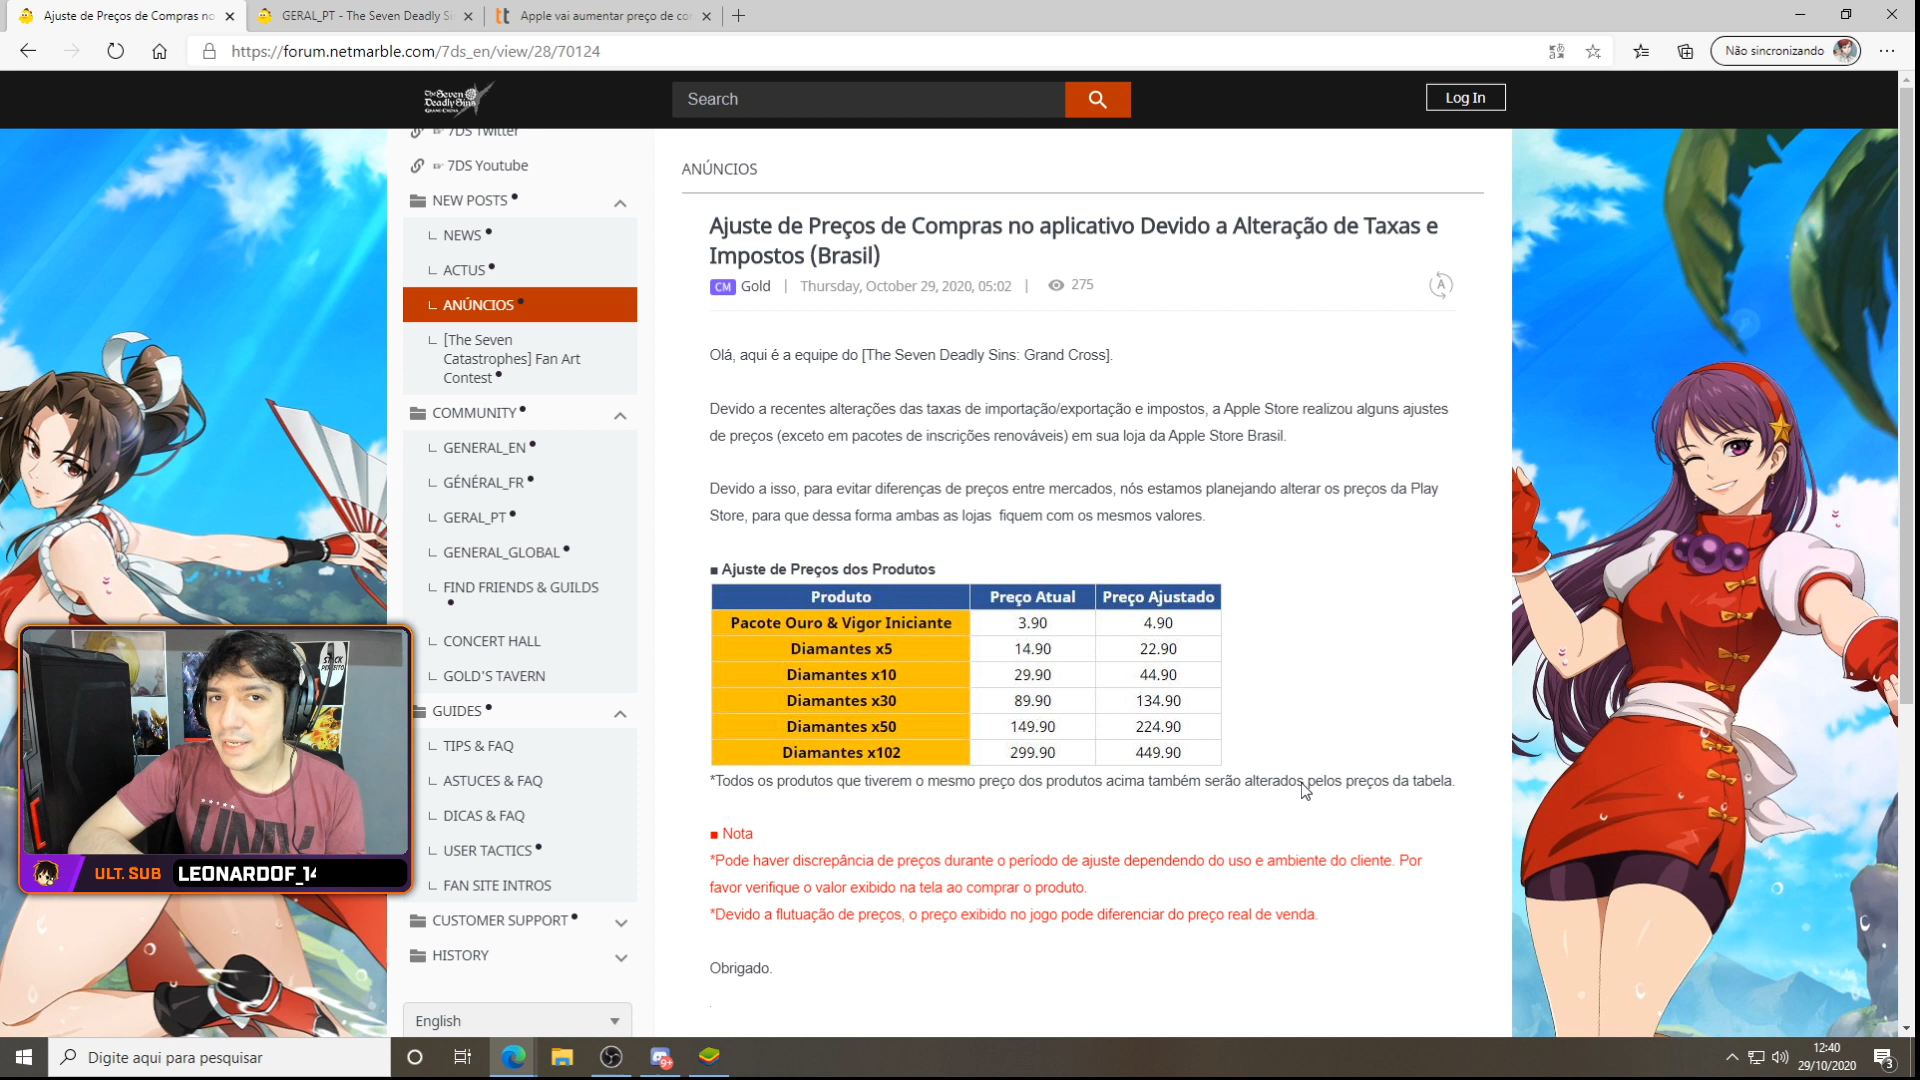 Ajuste de Preços de Compras no
GERAL_PT - The Seven Deadly Si
Apple vai aumentar preço de co
https://forum.netmarble.com/7ds_en/view/28/70124
Não sincronizando
The Seven
Deadly Sins
GRAND CROSS
Search
Log In
7DS Twitter
7DS Youtube
NEW POSTS
NEWS
ACTUS
ANÚNCIOS
[The Seven
Catastrophes] Fan Art
Contest
COMMUNITY
GENERAL_EN
GÉNÉRAL_FR
GERAL_PT
GENERAL_GLOBAL
FIND FRIENDS & GUILDS
CONCERT HALL
GOLD'S TAVERN
GUIDES
TIPS & FAQ
ASTUCES & FAQ
DICAS & FAQ
USER TACTICS
FAN SITE INTROS
CUSTOMER SUPPORT
HISTORY
English
ANÚNCIOS
Ajuste de Preços de Compras no aplicativo Devido a Alteração de Taxas e
Impostos (Brasil)
CM Gold | Thursday, October 29, 2020, 05:02 | 275
A
Olá, aqui é a equipe do [The Seven Deadly Sins: Grand Cross].
Devido a recentes alterações das taxas de importação/exportação e impostos, a Apple Store realizou alguns ajustes
de preços (exceto em pacotes de inscrições renováveis) em sua loja da Apple Store Brasil.
Devido a isso, para evitar diferenças de preços entre mercados, nós estamos planejando alterar os preços da Play
Store, para que dessa forma ambas as lojas  fiquem com os mesmos valores.
■ Ajuste de Preços dos Produtos
Produto Preço Atual Preço Ajustado
Pacote Ouro & Vigor Iniciante 3.90 4.90
Diamantes x5 14.90 22.90
Diamantes x10 29.90 44.90
Diamantes x30 89.90 134.90
Diamantes x50 149.90 224.90
Diamantes x102 299.90 449.90
*Todos os produtos que tiverem o mesmo preço dos produtos acima também serão alterados pelos preços da tabela.
■ Nota
*Pode haver discrepância de preços durante o período de ajuste dependendo do uso e ambiente do cliente. Por
favor verifique o valor exibido na tela ao comprar o produto.
*Devido a flutuação de preços, o preço exibido no jogo pode diferenciar do preço real de venda.
Obrigado.
.
ULT. SUB LEONARDOF_14
Digite aqui para pesquisar
9+
12:40
29/10/2020
3